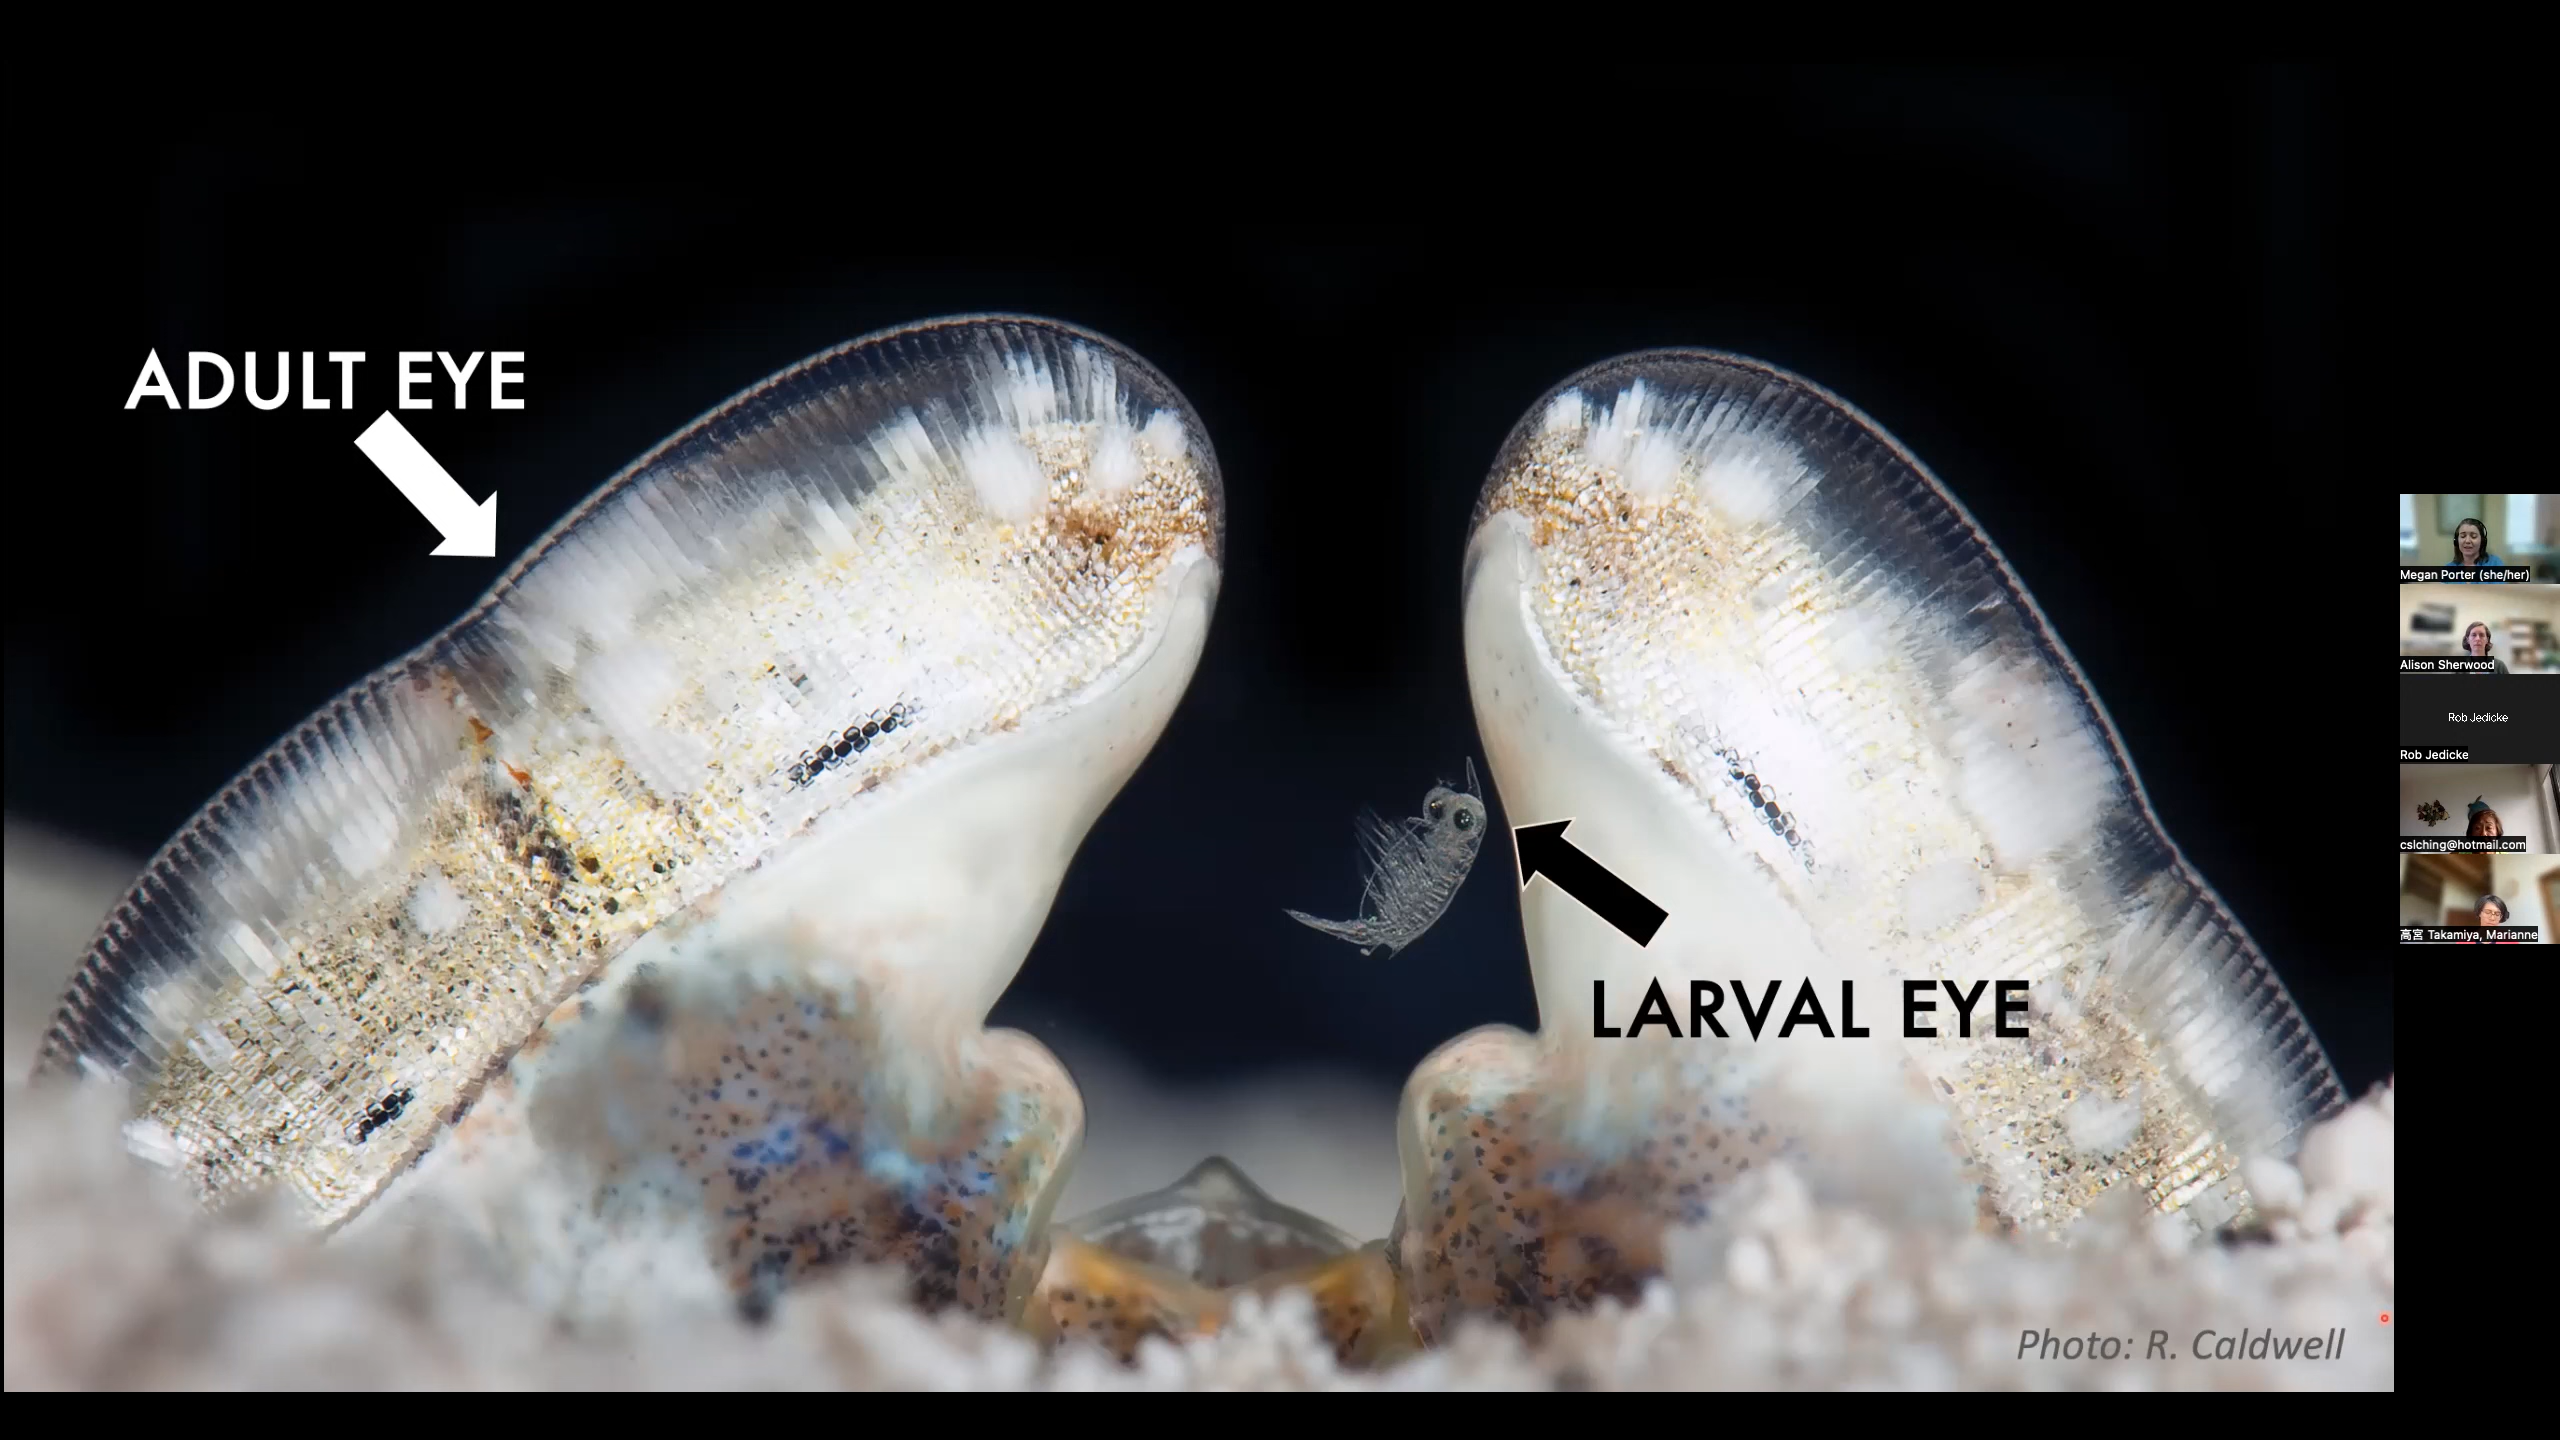 ADULT EYE
LARVAL EYE
Photo: R. Caldwell
Megan Porter (she/her)
Alison Sherwood
Rob Jedicke
Rob Jedicke
cslching@hotmail.com
高宮 Takamiya, Marianne